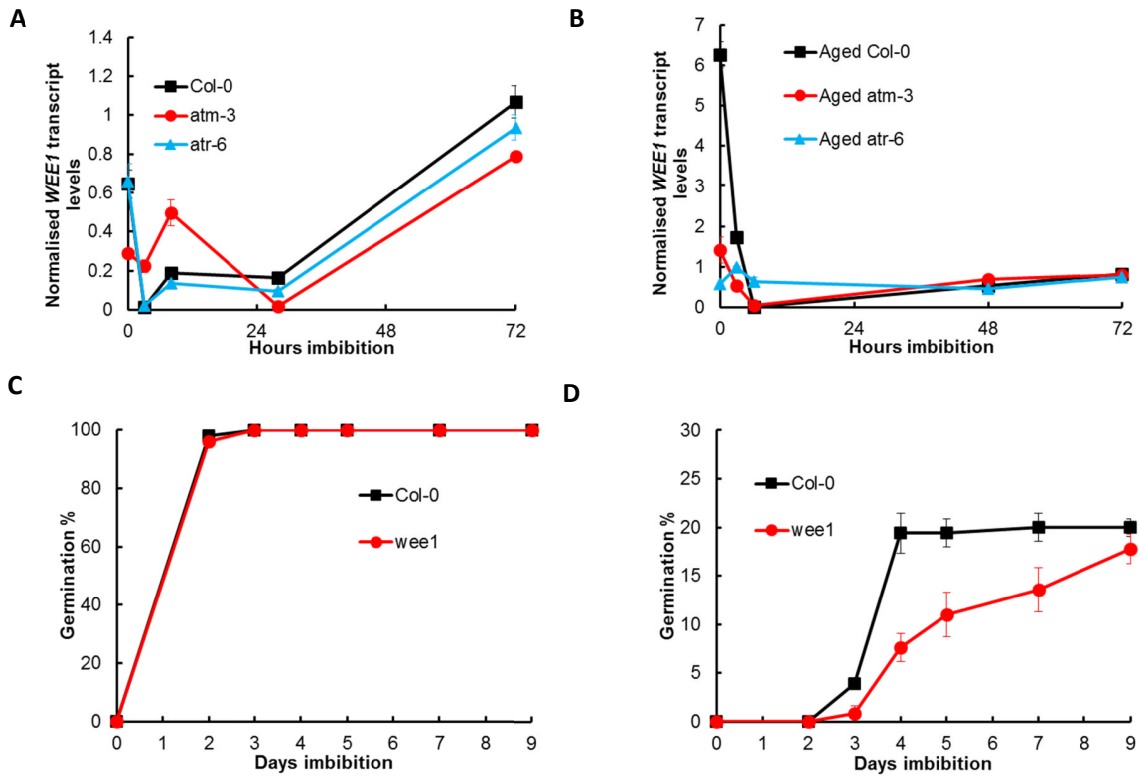 A
Normalised WEE1 transcript
levels
1.4
1.2
1
0.8
0.6
0.4
0.2
0
Col-0
atm-3
atr-6
0 24 48 72
Hours imbibition
B
Normalised WEE1 transcript
levels
7
6
5
4
3
2
1
0
Aged Col-0
Aged atm-3
Aged atr-6
0 24 48 72
Hours imbibition
C
Germination %
100
80
60
40
20
0
Col-0
wee1
0 1 2 3 4 5 6 7 8 9
Days imbibition
D
Germination %
30
25
20
15
10
5
0
Col-0
wee1
0 1 2 3 4 5 6 7 8 9
Days imbibition